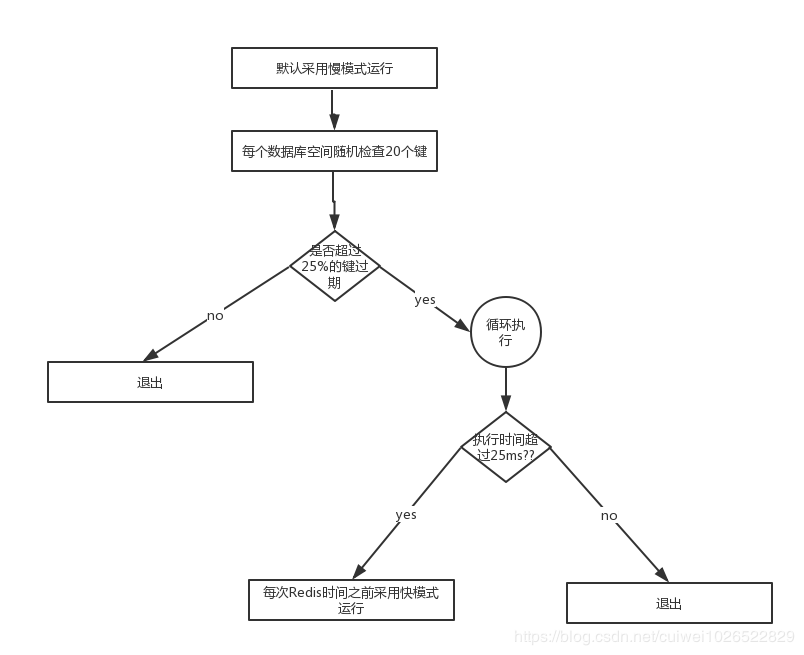 默认采用慢模式运行
每个数据库空间随机检查20个键
是否超过
25%的键过
期
no
yes
循环执
行
退出
执行时间超
过25ms??
yes
no
每次Redis时间之前采用快模式
运行
退出
https://blog.csdn.net/cuiwei1026522829